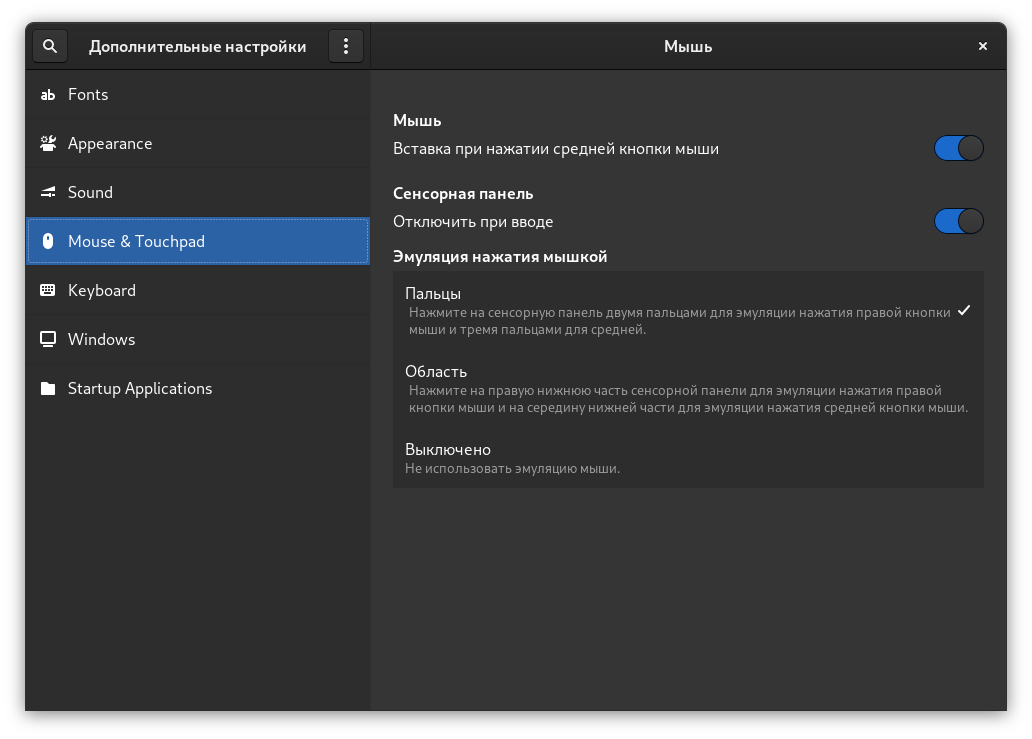 Дополнительные настройки
Мышь
ab Fonts
Appearance
Sound
Mouse & Touchpad
Keyboard
Windows
Startup Applications
Мышь
Вставка при нажатии средней кнопки мыши
Сенсорная панель
Отключить при вводе
Эмуляция нажатия мышкой
Пальцы
Нажмите на сенсорную панель двумя пальцами для эмуляции нажатия правой кнопки
мыши и тремя пальцами для средней.
Область
Нажмите на правую нижнюю часть сенсорной панели для эмуляции нажатия правой
кнопки мыши и на середину нижней части для эмуляции нажатия средней кнопки мыши.
Выключено
Не использовать эмуляцию мыши.